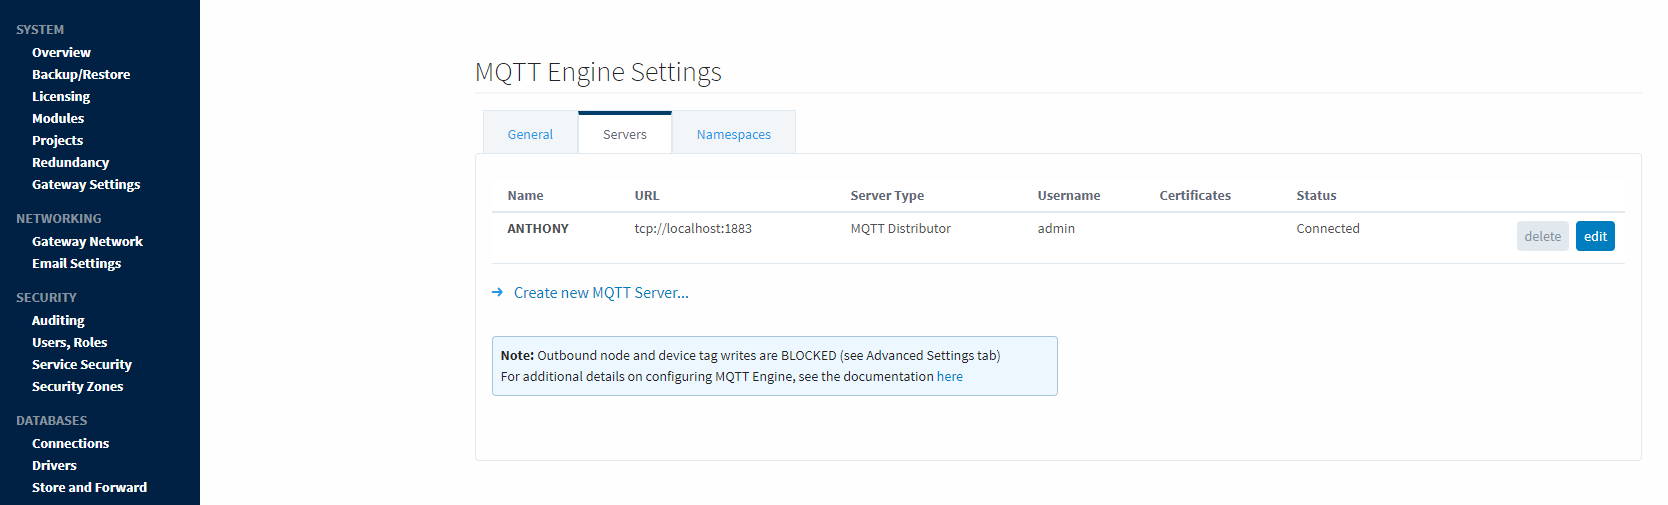 SYSTEM
Overview
Backup/Restore
Licensing
Modules
Projects
Redundancy
Gateway Settings
NETWORKING
Gateway Network
Email Settings
SECURITY
Auditing
Users, Roles
Service Security
Security Zones
DATABASES
Connections
Drivers
Store and Forward
MQTT Engine Settings
General Servers Namespaces
Name URL Server Type Username Certificates Status
ANTHONY tcp://localhost:1883 MQTT Distributor admin Connected delete edit
➔ Create new MQTT Server...
Note: Outbound node and device tag writes are BLOCKED (see Advanced Settings tab)
For additional details on configuring MQTT Engine, see the documentation here